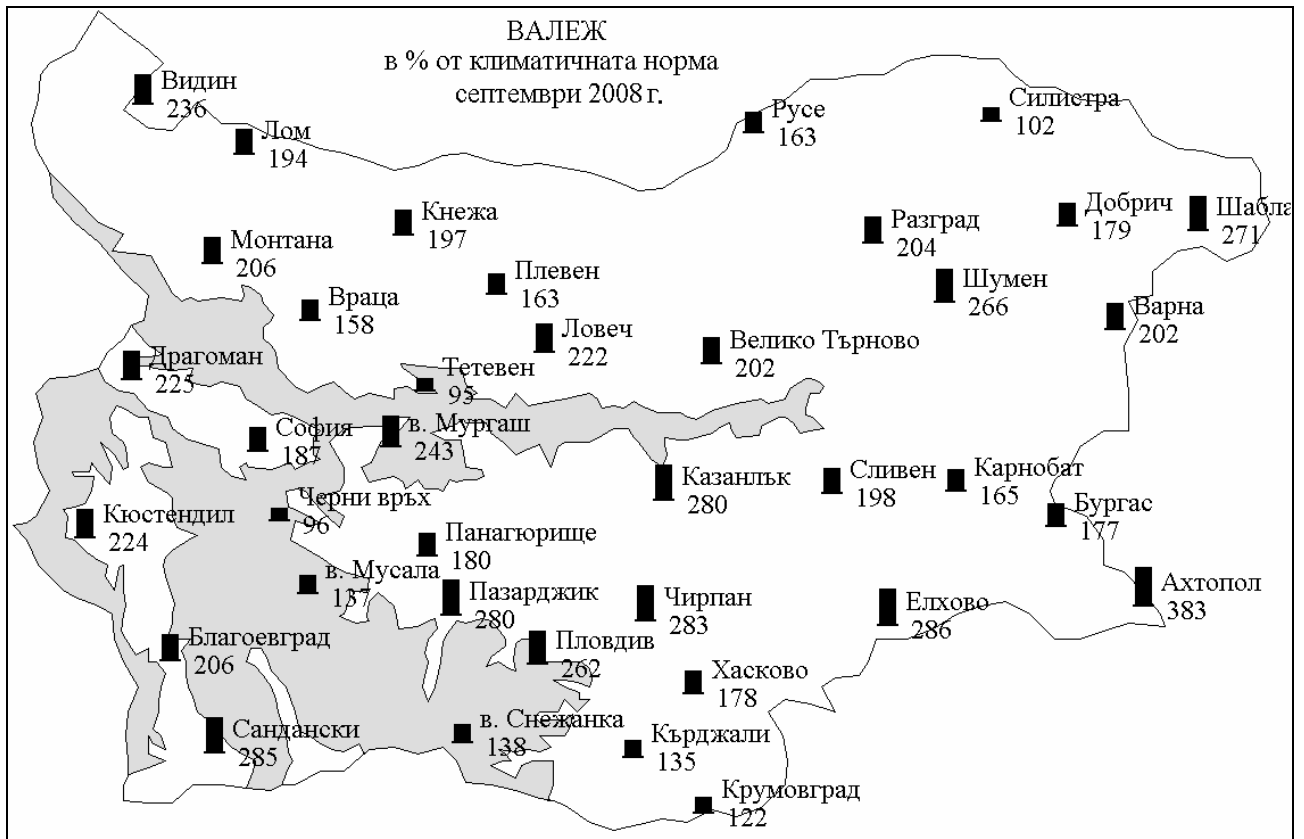 ВАЛЕЖ
в % от климатичната норма
септември 2008 г.
Видин
236
Лом
194
Русе
163
Силистра
102
Кнежа
197
Монтана
206
Разград
204
Добрич
179
Шабла
271
Плевен
163
Враца
158
Шумен
266
Варна
202
Ловеч
222
Велико Търново
202
Драгоман
225
Тетевен
95
София
187
в. Мургаш
243
Казанлък
280
Сливен
198
Карнобат
165
Черни връх
96
Кюстендил
224
Бургас
177
Панагюрище
180
в. Мусала
137
Пазарджик
280
Чирпан
283
Елхово
286
Ахтопол
383
Благоевград
206
Пловдив
262
Хасково
178
Сандански
285
в. Снежанка
138
Кърджали
135
Крумовград
122